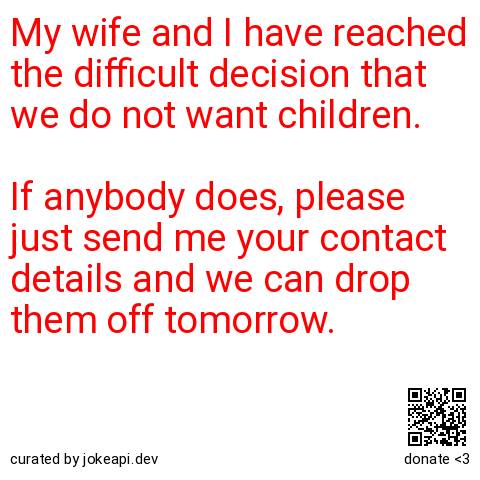 My wife and I have reached
the difficult decision that
we do not want children.
If anybody does, please
just send me your contact
details and we can drop
them off tomorrow.
curated by jokeapi.dev
donate <3